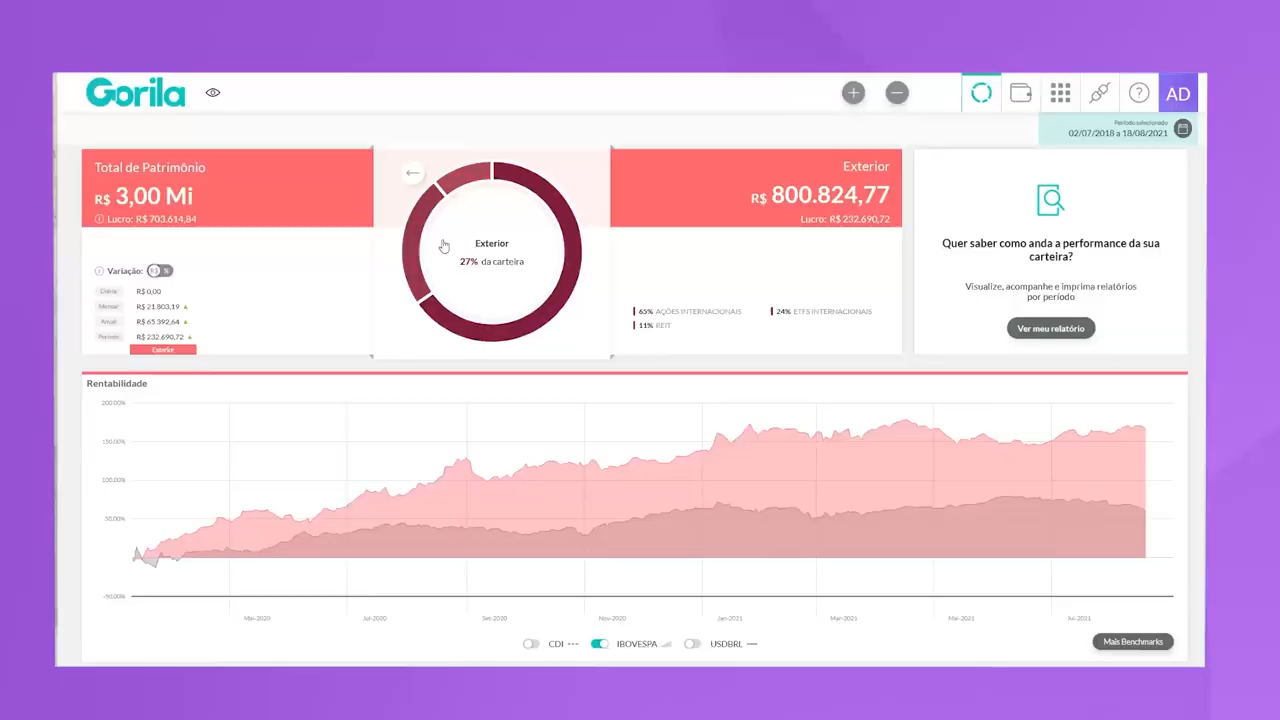 Gorila
AD
Período selecionado
02/07/2018 a 18/08/2021
Total de Patrimônio
R$ 3,00 Mi
Lucro: R$ 703.614,84
Exterior
R$ 800.824,77
Lucro: R$ 232.690,72
Exterior
27% da carteira
Variação: R$ %
Diária: R$ 0,00
Mensal: R$ 21.803,19
Anual: R$ 65.392,64
Período: R$ 232.690,72
Exterior
65% AÇÕES INTERNACIONAIS
24% ETFS INTERNACIONAIS
11% REIT
Quer saber como anda a performance da sua
carteira?
Visualize, acompanhe e imprima relatórios
por período
Ver meu relatório
Rentabilidade
200.00%
150.00%
100.00%
50.00%
-50.00%
Mai-2020
Jul-2020
Set-2020
Nov-2020
Jan-2021
Mar-2021
Mai-2021
Jul-2021
CDI
IBOVESPA
USDBRL
Mais Benchmarks